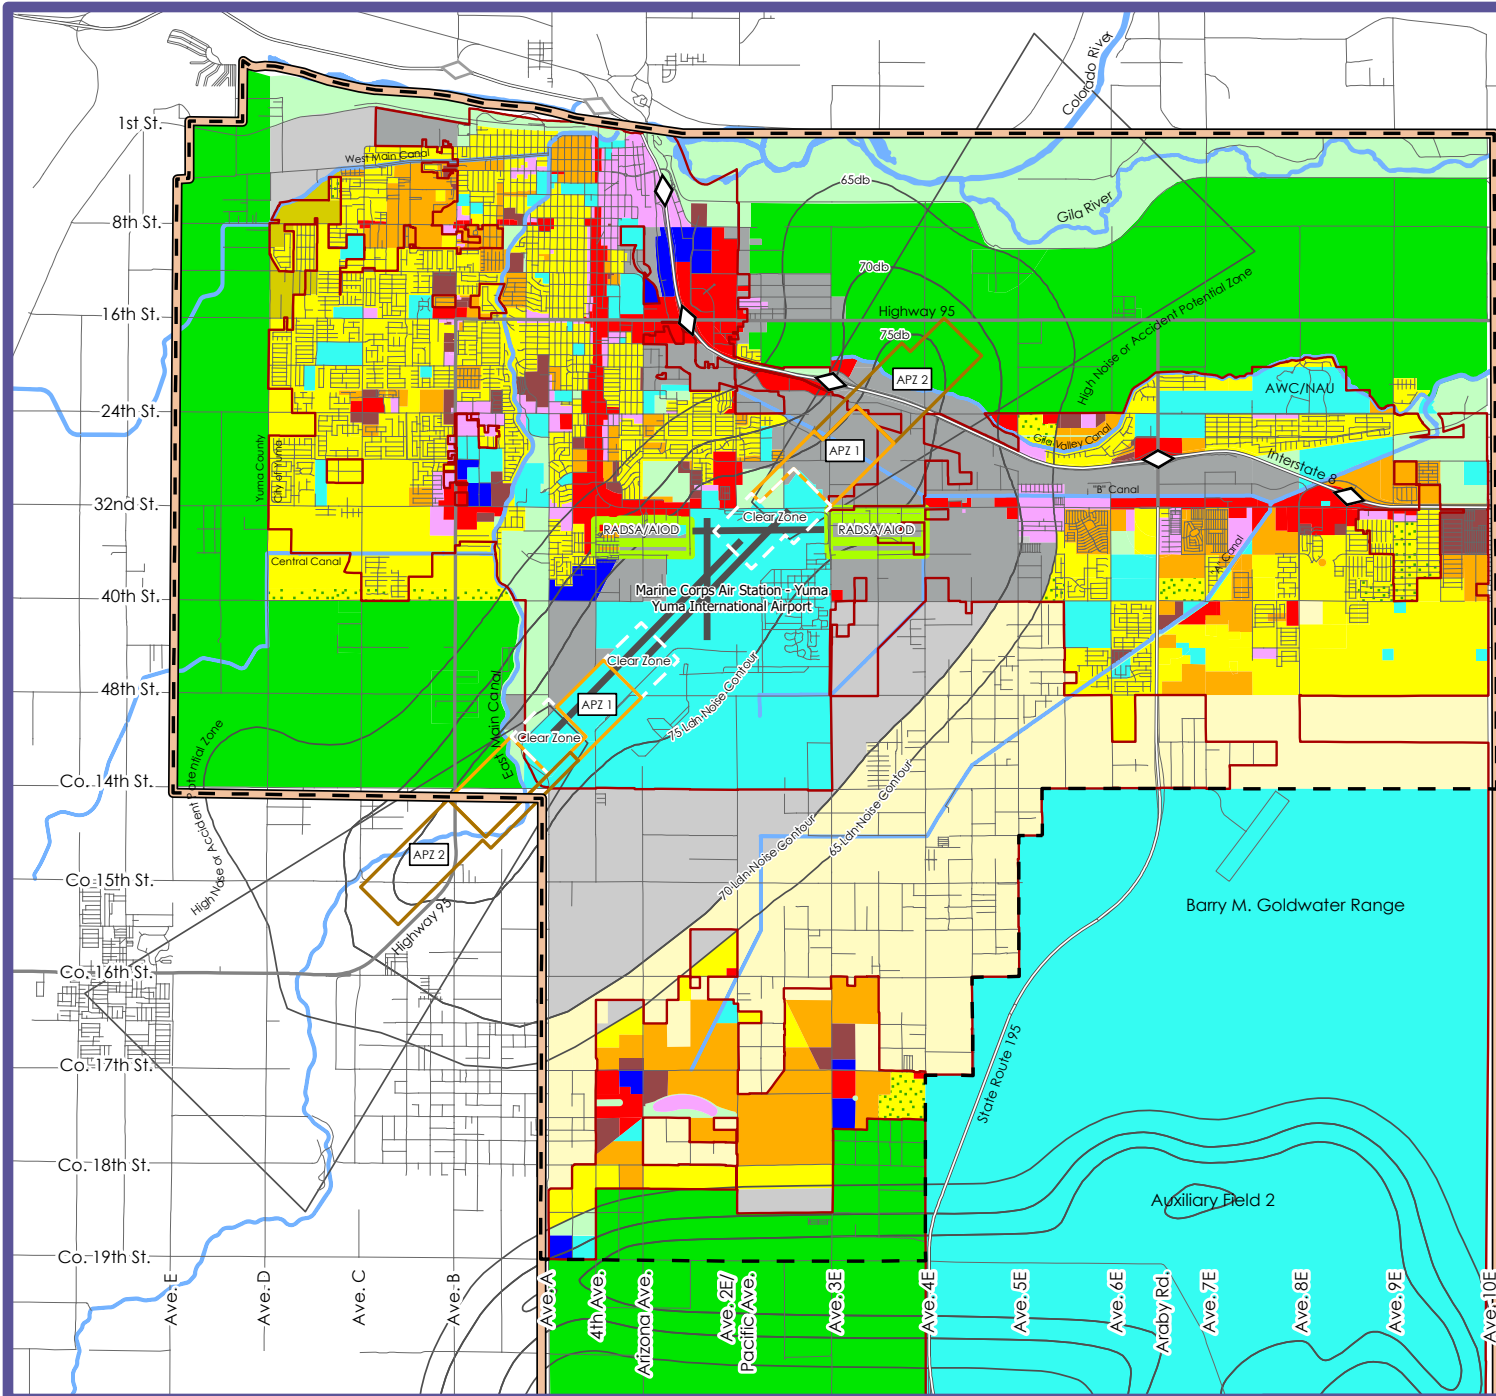 Colorado River
1st St.
West Main Canal
65db
Gila River
8th St.
70db
High Noise or Accident Potential Zone
16th St.
Highway 95
75db
APZ 2
AWC/NAU
24th St.
Gila Valley Canal
APZ 1
Interstate 8
Yuma County
City of Yuma
"B" Canal
32nd St.
Clear Zone
RADSA/AIOD
RADSA/AIOD
"A" Canal
Central Canal
40th St.
Marine Corps Air Station - Yuma
Yuma International Airport
Clear Zone
48th St.
APZ 1
75 Ldn Noise Contour
East Main Canal
Clear Zone
High Noise or Accident Potential Zone
Co. 14th St.
65 Ldn Noise Contour
70 Ldn Noise Contour
APZ 2
Co 15th St.
Barry M. Goldwater Range
Highway 95
Co. 16th St.
State Route 195
Co. 17th St.
Co. 18th St.
Auxiliary Field 2
Co. 19th St.
Ave. E
Ave. D
Ave. C
Ave. B
Ave. A
4th Ave.
Arizona Ave.
Ave. 2E/
Pacific Ave.
Ave. 3E
Ave. 4E
Ave. 5E
Ave. 6E
Araby Rd.
Ave. 7E
Ave. 8E
Ave. 9E
Ave. 10E